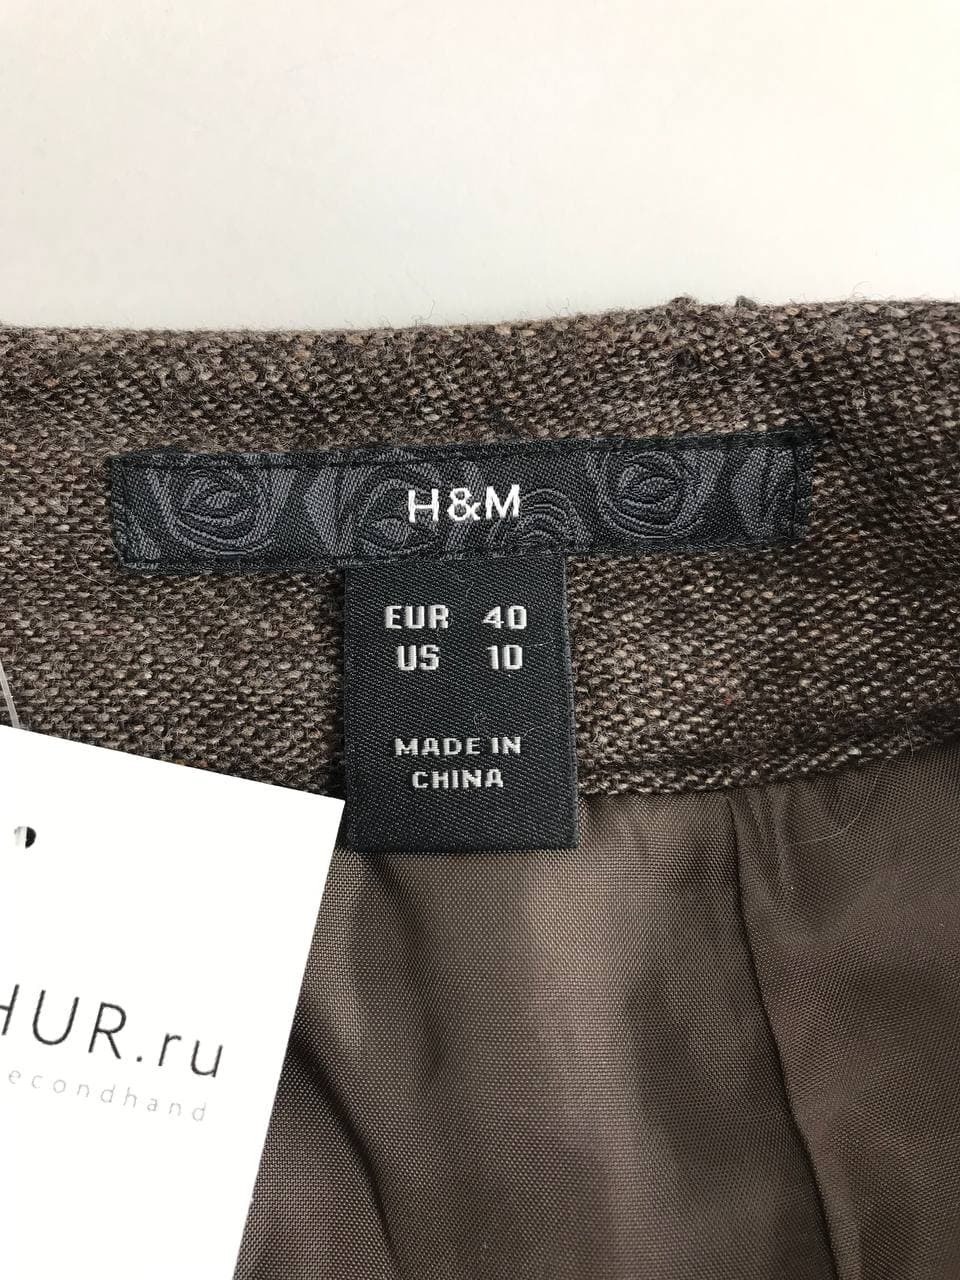 H&M
EUR 40
US 10
MADE IN
CHINA
HUR.ru
econdhand